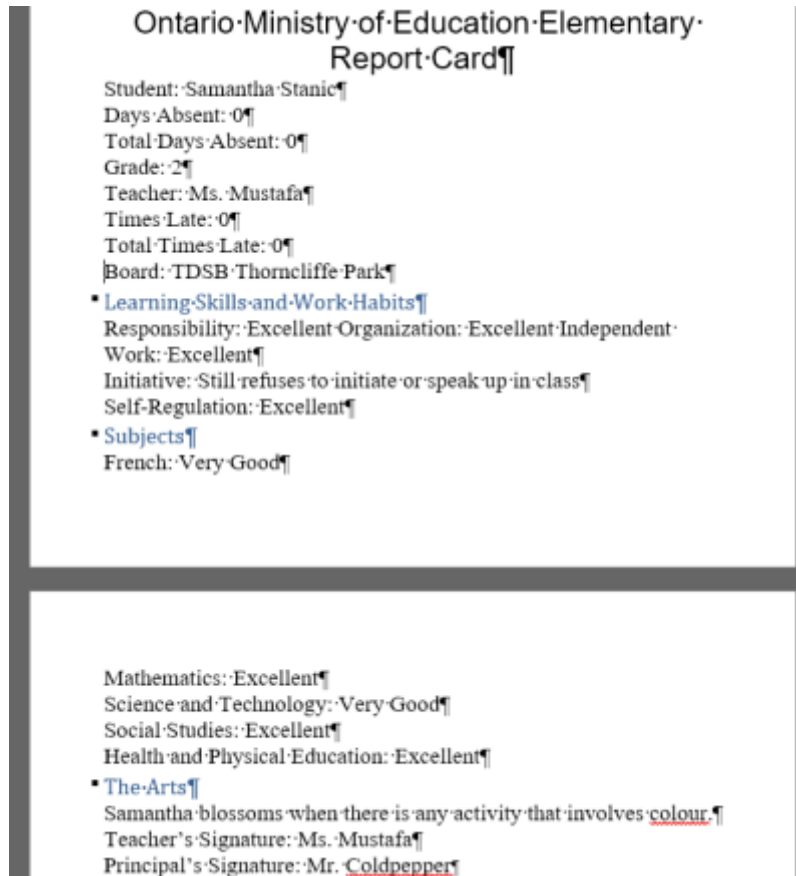 Ontario Ministry of Education Elementary
Report Card¶
Student: Samantha Stanic¶
Days Absent: 0¶
Total Days Absent: 0¶
Grade: 2¶
Teacher: Ms. Mustafa¶
Times Late: 0¶
Total Times Late: 0¶
Board: TDSB Thorncliffe Park¶
Learning Skills and Work Habits¶
Responsibility: Excellent Organization: Excellent Independent
Work: Excellent¶
Initiative: Still refuses to initiate or speak up in class¶
Self-Regulation: Excellent¶
Subjects¶
French: Very Good¶
Mathematics: Excellent¶
Science and Technology: Very Good¶
Social Studies: Excellent¶
Health and Physical Education: Excellent¶
The Arts¶
Samantha blossoms when there is any activity that involves colour.¶
Teacher’s Signature: Ms. Mustafa¶
Principal’s Signature: Mr. Coldpepper¶